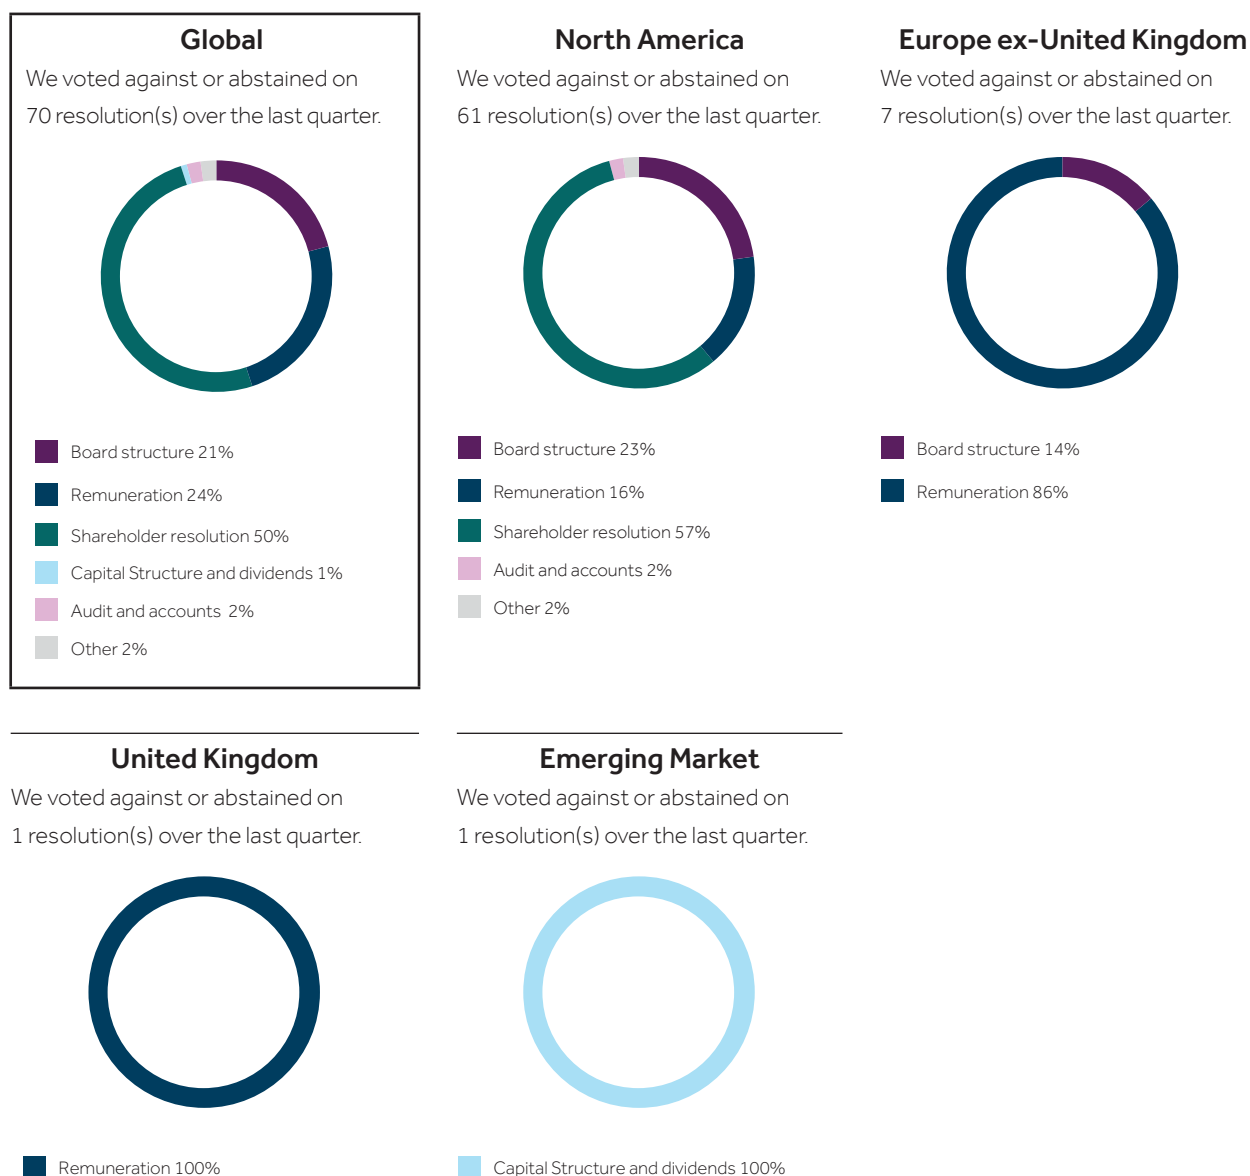 Global
We voted against or abstained on
70 resolution(s) over the last quarter.
Board structure 21%
Remuneration 24%
Shareholder resolution 50%
Capital Structure and dividends 1%
Audit and accounts  2%
Other 2%
North America
We voted against or abstained on
61 resolution(s) over the last quarter.
Board structure 23%
Remuneration 16%
Shareholder resolution 57%
Audit and accounts 2%
Other 2%
Europe ex-United Kingdom
We voted against or abstained on
7 resolution(s) over the last quarter.
Board structure 14%
Remuneration 86%
United Kingdom
We voted against or abstained on
1 resolution(s) over the last quarter.
Remuneration 100%
Emerging Market
We voted against or abstained on
1 resolution(s) over the last quarter.
Capital Structure and dividends 100%